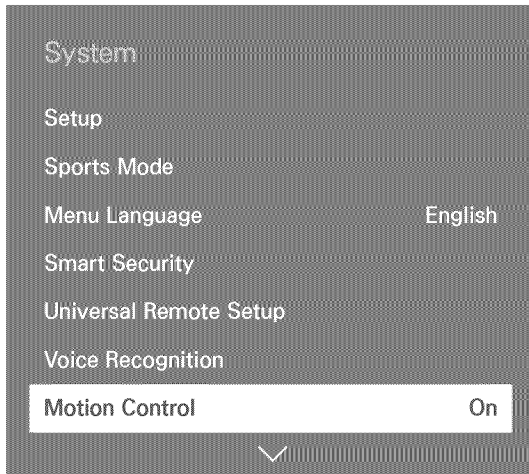 System
Setup
Sports Mode
Menu Language English
Smart Security
Universal Remote Setup
Voice Recognition
Motion Control On